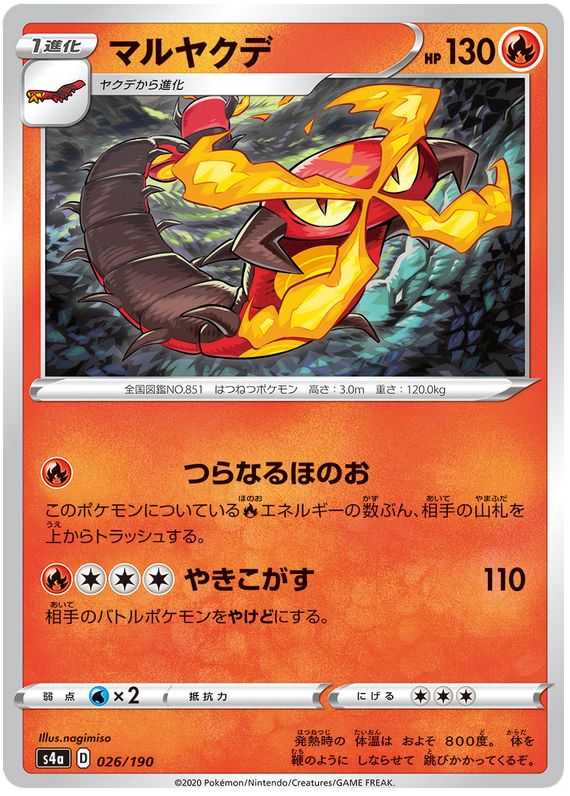 1進化
マルヤクデ
HP 130
ヤクデから進化
全国図鑑NO.851 はつねつポケモン 高さ:3.0m 重さ:120.0kg
つらなるほのお
このポケモンについているエネルギーの数ぶん、相手の山札を
上からトラッシュする。
やきこがす 110
相手のバトルポケモンをやけどにする。
弱点 ×2 抵抗力 にげる
Illus.nagimiso
s4a D 026/190
発熱時の 体温は およそ 800度。 体を
鞭のように しならせて 跳びかかってくるぞ。
©2020 Pokémon/Nintendo/Creatures/GAME FREAK.